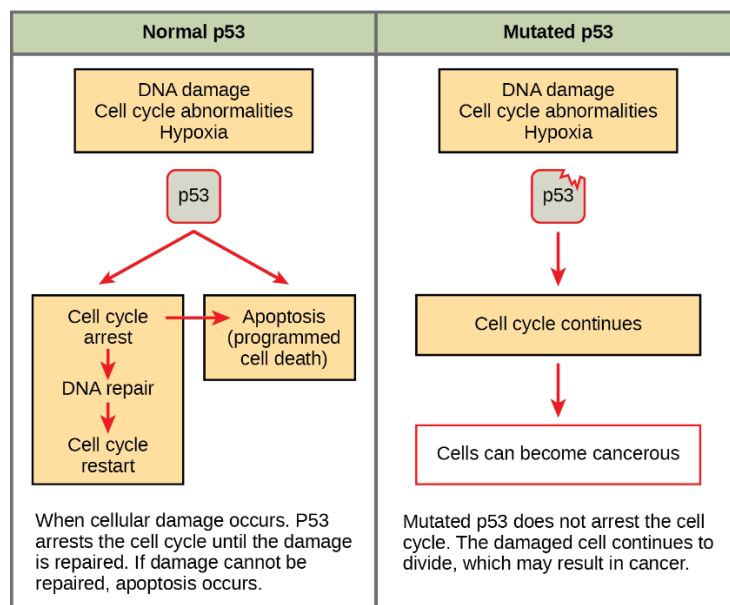 Normal p53
DNA damage
Cell cycle abnormalities
Hypoxia
p53
Cell cycle
arrest
DNA repair
Cell cycle
restart
Apoptosis
(programmed
cell death)
When cellular damage occurs. P53
arrests the cell cycle until the damage
is repaired. If damage cannot be
repaired, apoptosis occurs.
Mutated p53
DNA damage
Cell cycle abnormalities
Hypoxia
p53
Cell cycle continues
Cells can become cancerous
Mutated p53 does not arrest the cell
cycle. The damaged cell continues to
divide, which may result in cancer.